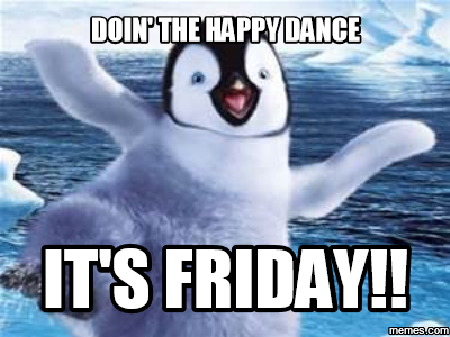 DOIN' THE HAPPY DANCE
IT'S FRIDAY!!
memes.com